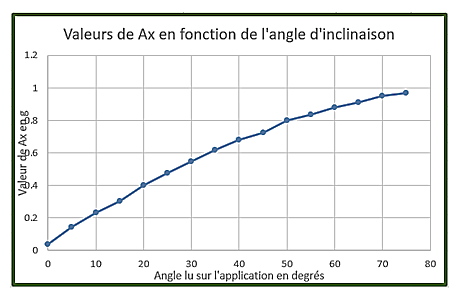 Valeurs de Ax en fonction de l'angle d'inclinaison
Valeur de Ax en g
1.2
1
0.8
0.6
0.4
0.2
0
0 10 20 30 40 50 60 70 80
Angle lu sur l'application en degrés